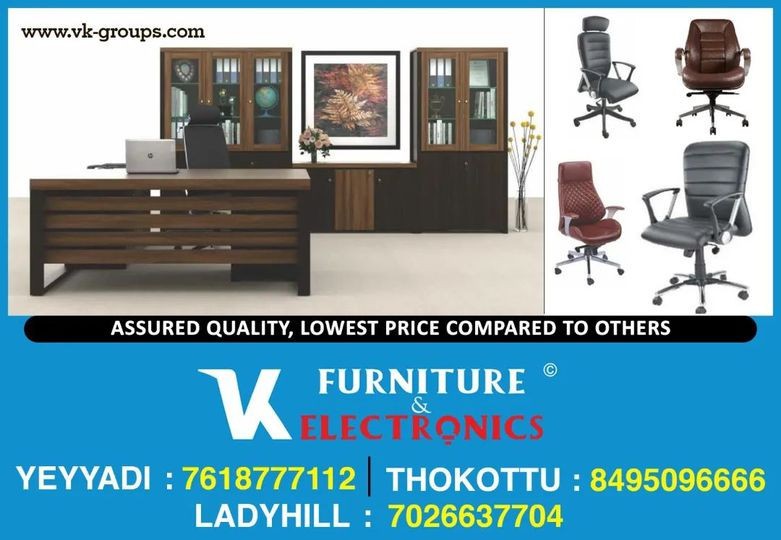 www.vk-groups.com
ASSURED QUALITY, LOWEST PRICE COMPARED TO OTHERS
VK FURNITURE ©
&
ELECTRONICS
YEYYADI : 7618777112 | THOKOTTU : 8495096666
LADYHILL : 7026637704